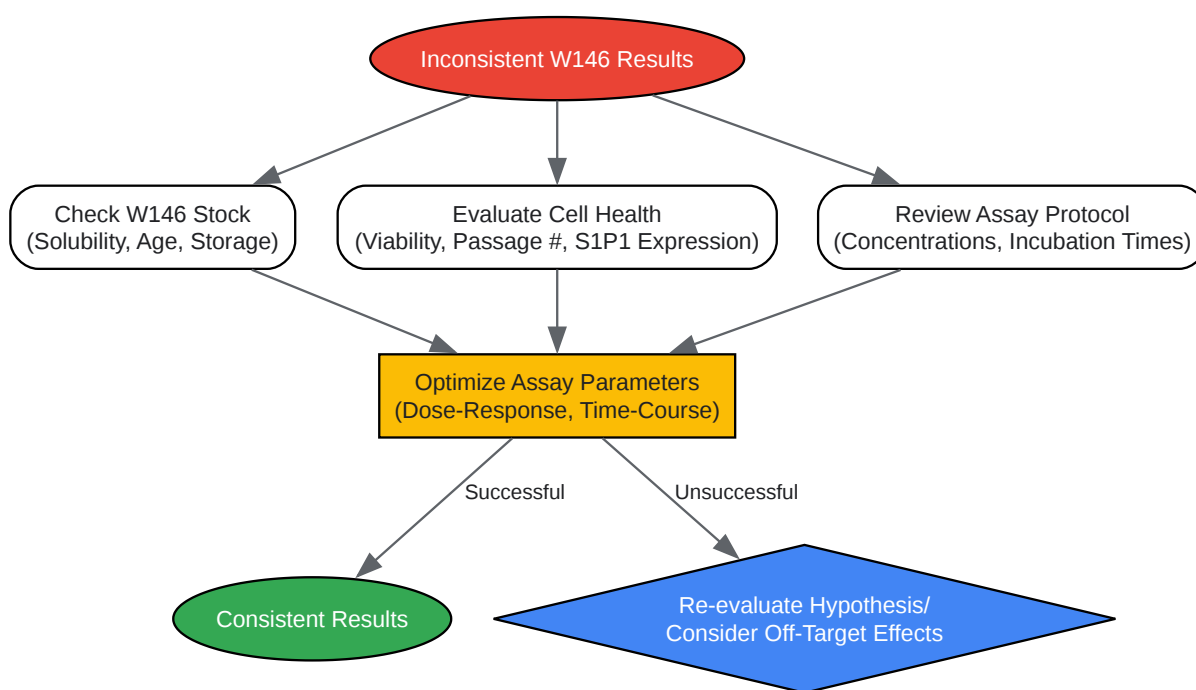 Inconsistent W146 Results
Check W146 Stock
(Solubility, Age, Storage)
Evaluate Cell Health
(Viability, Passage #, S1P1 Expression)
Review Assay Protocol
(Concentrations, Incubation Times)
Optimize Assay Parameters
(Dose-Response, Time-Course)
Successful
Unsuccessful
Consistent Results
Re-evaluate Hypothesis/
Consider Off-Target Effects